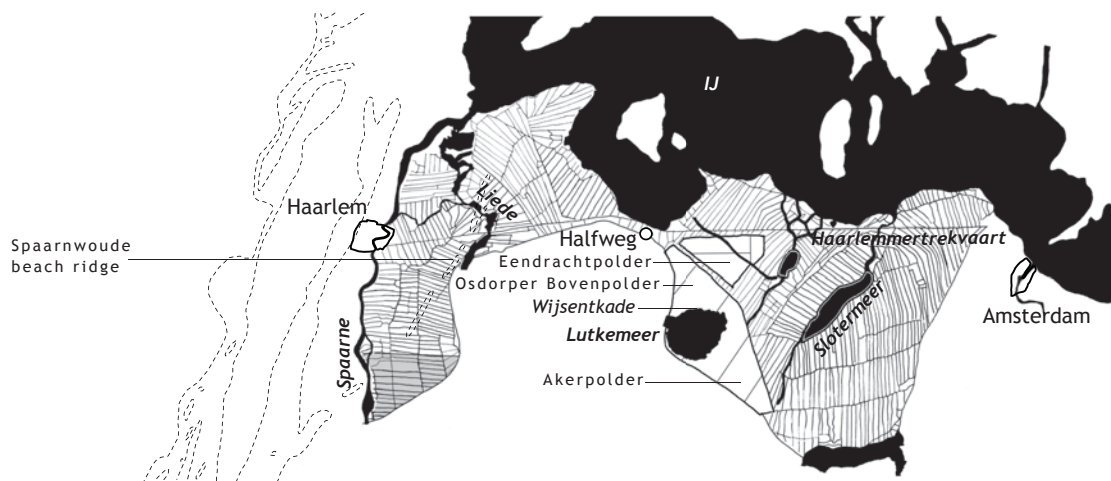 IJ
Haarlem
Liede
Spaarnwoude
beach ridge
Halfweg
Haarlemmertrekvaart
Eendrachtpolder
Osdorper Bovenpolder
Wijsentkade
Lutkemeer
Slotermeer
Amsterdam
Spaarne
Akerpolder